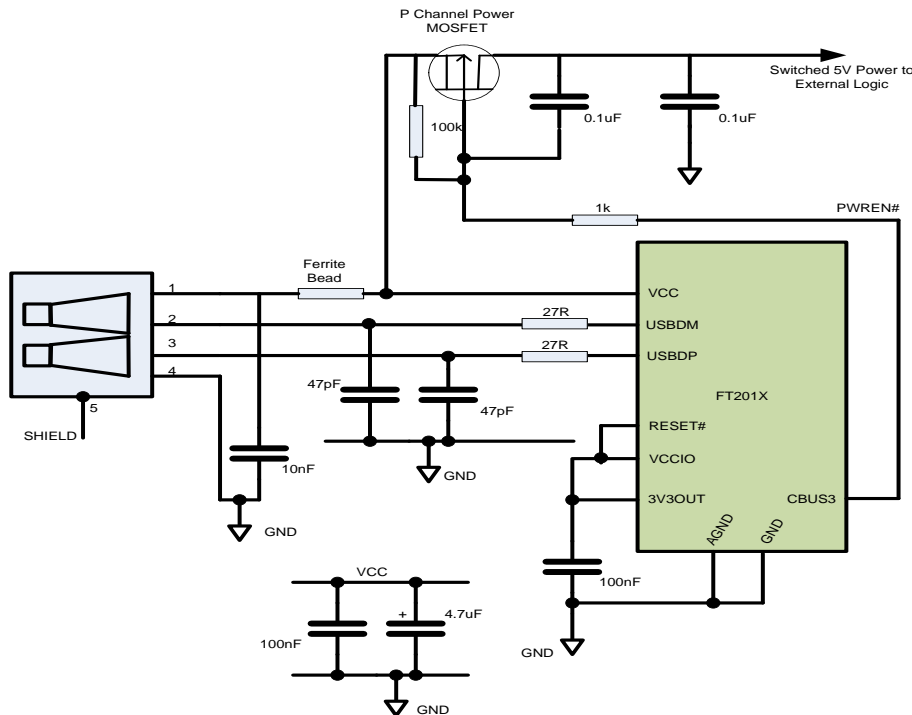 P Channel Power
MOSFET
Switched 5V Power to
External Logic
0.1uF
0.1uF
100k
1k
PWREN#
Ferrite
Bead
1
VCC
2
27R
USBDM
3
27R
USBDP
4
47pF
47pF
FT201X
5
SHIELD
RESET#
10nF
VCCIO
GND
3V3OUT
CBUS3
GND
AGND
GND
VCC
100nF
100nF
+
4.7uF
GND
GND